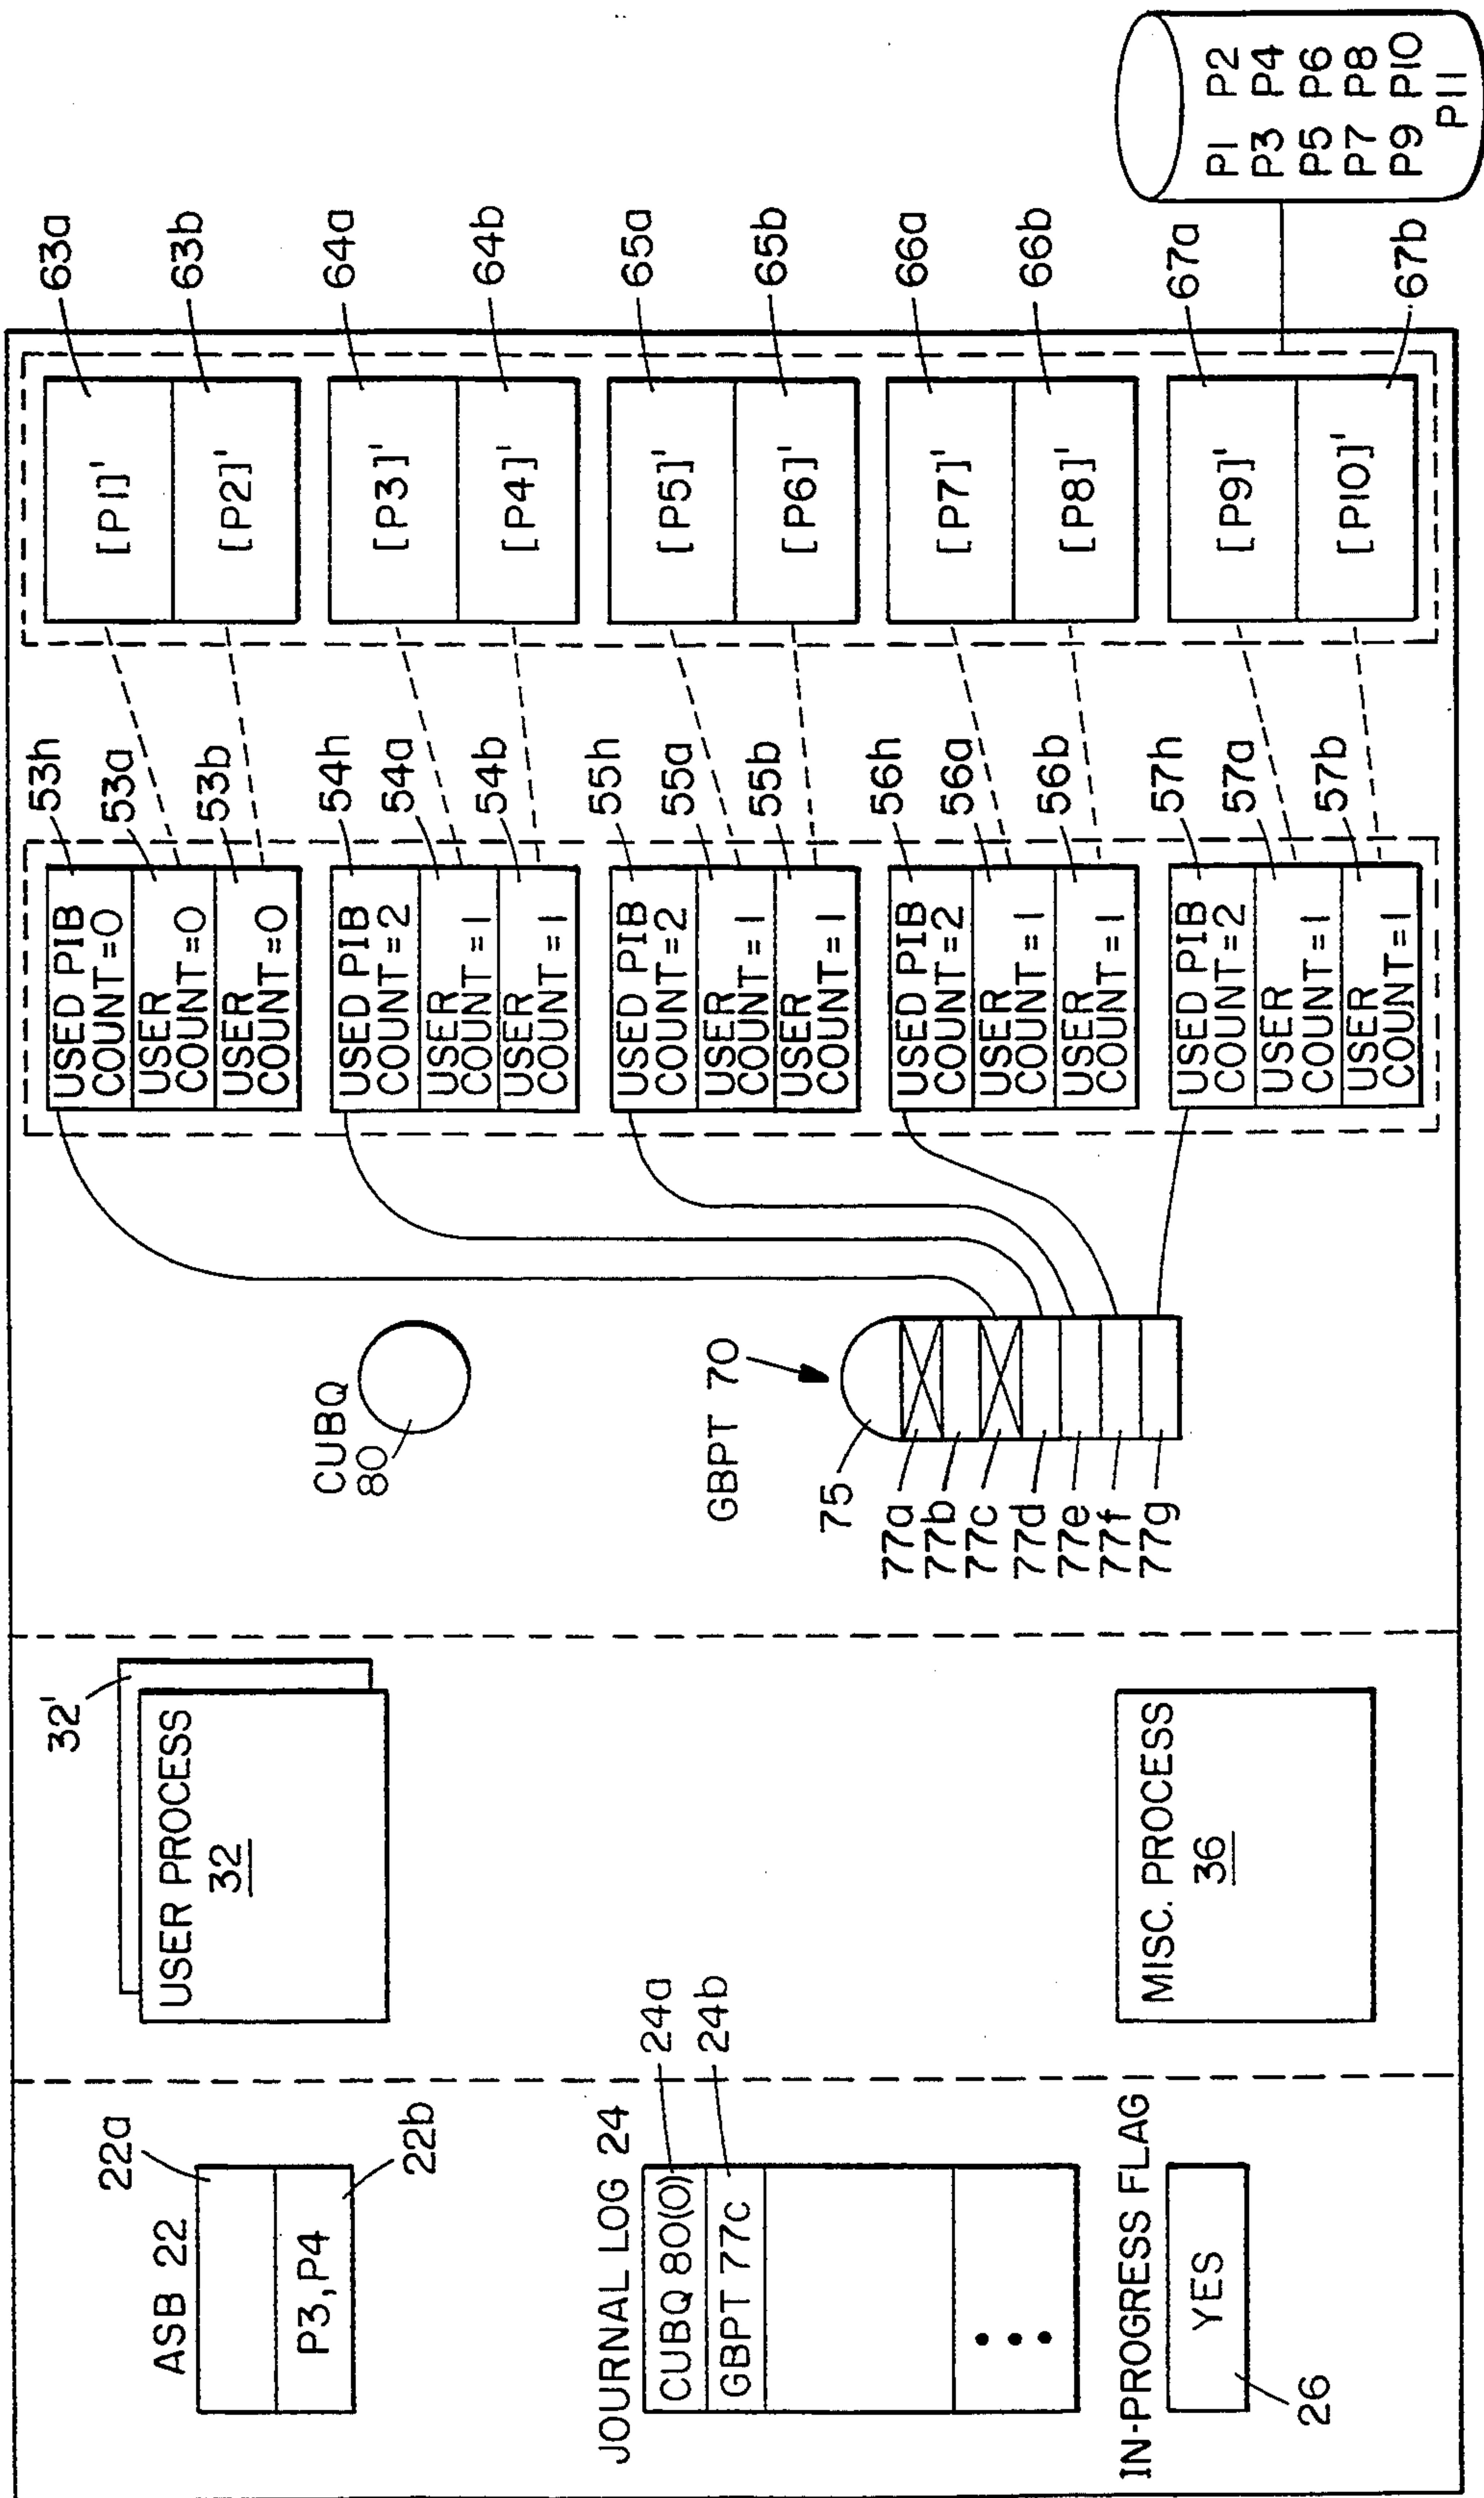 ASB 22
22a
P3,P4
22b
JOURNAL LOG 24
CUBQ 80(0)
24a
GBPT 77c
24b
IN-PROGRESS FLAG
YES
26
32'
USER PROCESS
32
MISC. PROCESS
36
CUBQ
80
GBPT 70
75
77a
77b
77c
77d
77e
77f
77g
USED PIB
COUNT=0
53h
USER
COUNT=0
53a
USER
COUNT=0
53b
USED PIB
COUNT=2
54h
USER
COUNT=1
54a
USER
COUNT=1
54b
USED PIB
COUNT=2
55h
USER
COUNT=1
55a
USER
COUNT=1
55b
USED PIB
COUNT=2
56h
USER
COUNT=1
56a
USER
COUNT=1
56b
USED PIB
COUNT=2
57h
USER
COUNT=1
57a
USER
COUNT=1
57b
[P1]'
63a
[P2]'
63b
[P3]'
64a
[P4]'
64b
[P5]'
65a
[P6]'
65b
[P7]'
66a
[P8]'
66b
[P9]'
67a
[P10]'
67b
P1 P2
P3 P4
P5 P6
P7 P8
P9 P10
P11